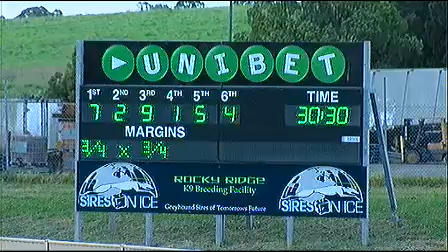 UNIBET
1ST 2ND 3RD 4TH 5TH 6TH TIME
7 2 9 1 5 4 30:30
MARGINS
3/4 x 3/4
ROCKY RIDGE
K9 Breeding Facility
SIRES ON ICE SIRES ON ICE
Greyhound Sires of Tomorrows Future